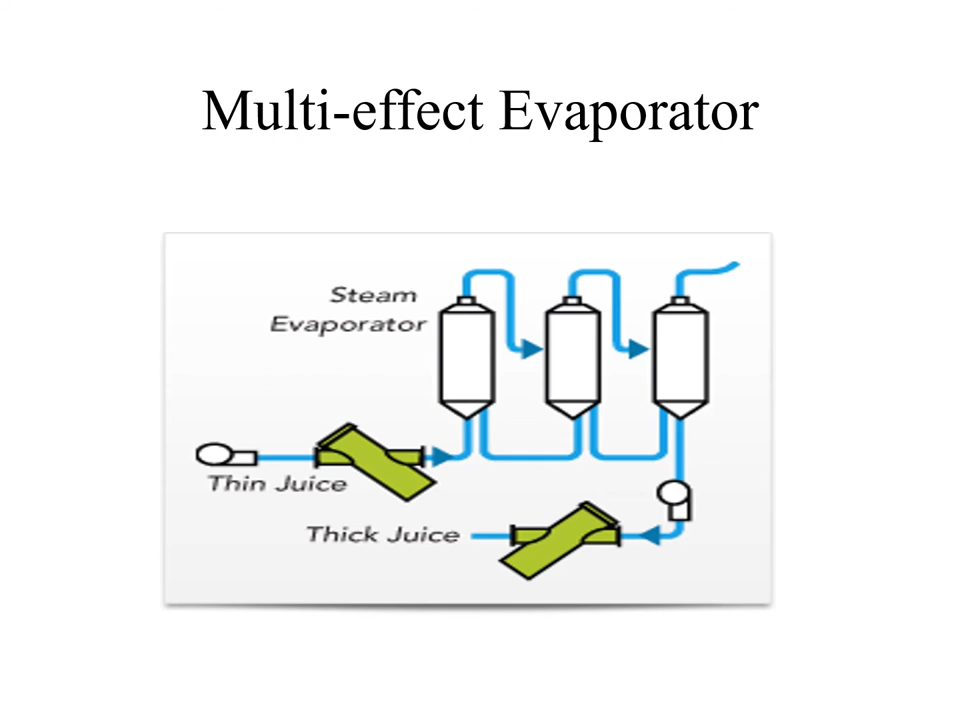 Multi-effect Evaporator
Steam
Evaporator
Thin Juice
Thick Juice